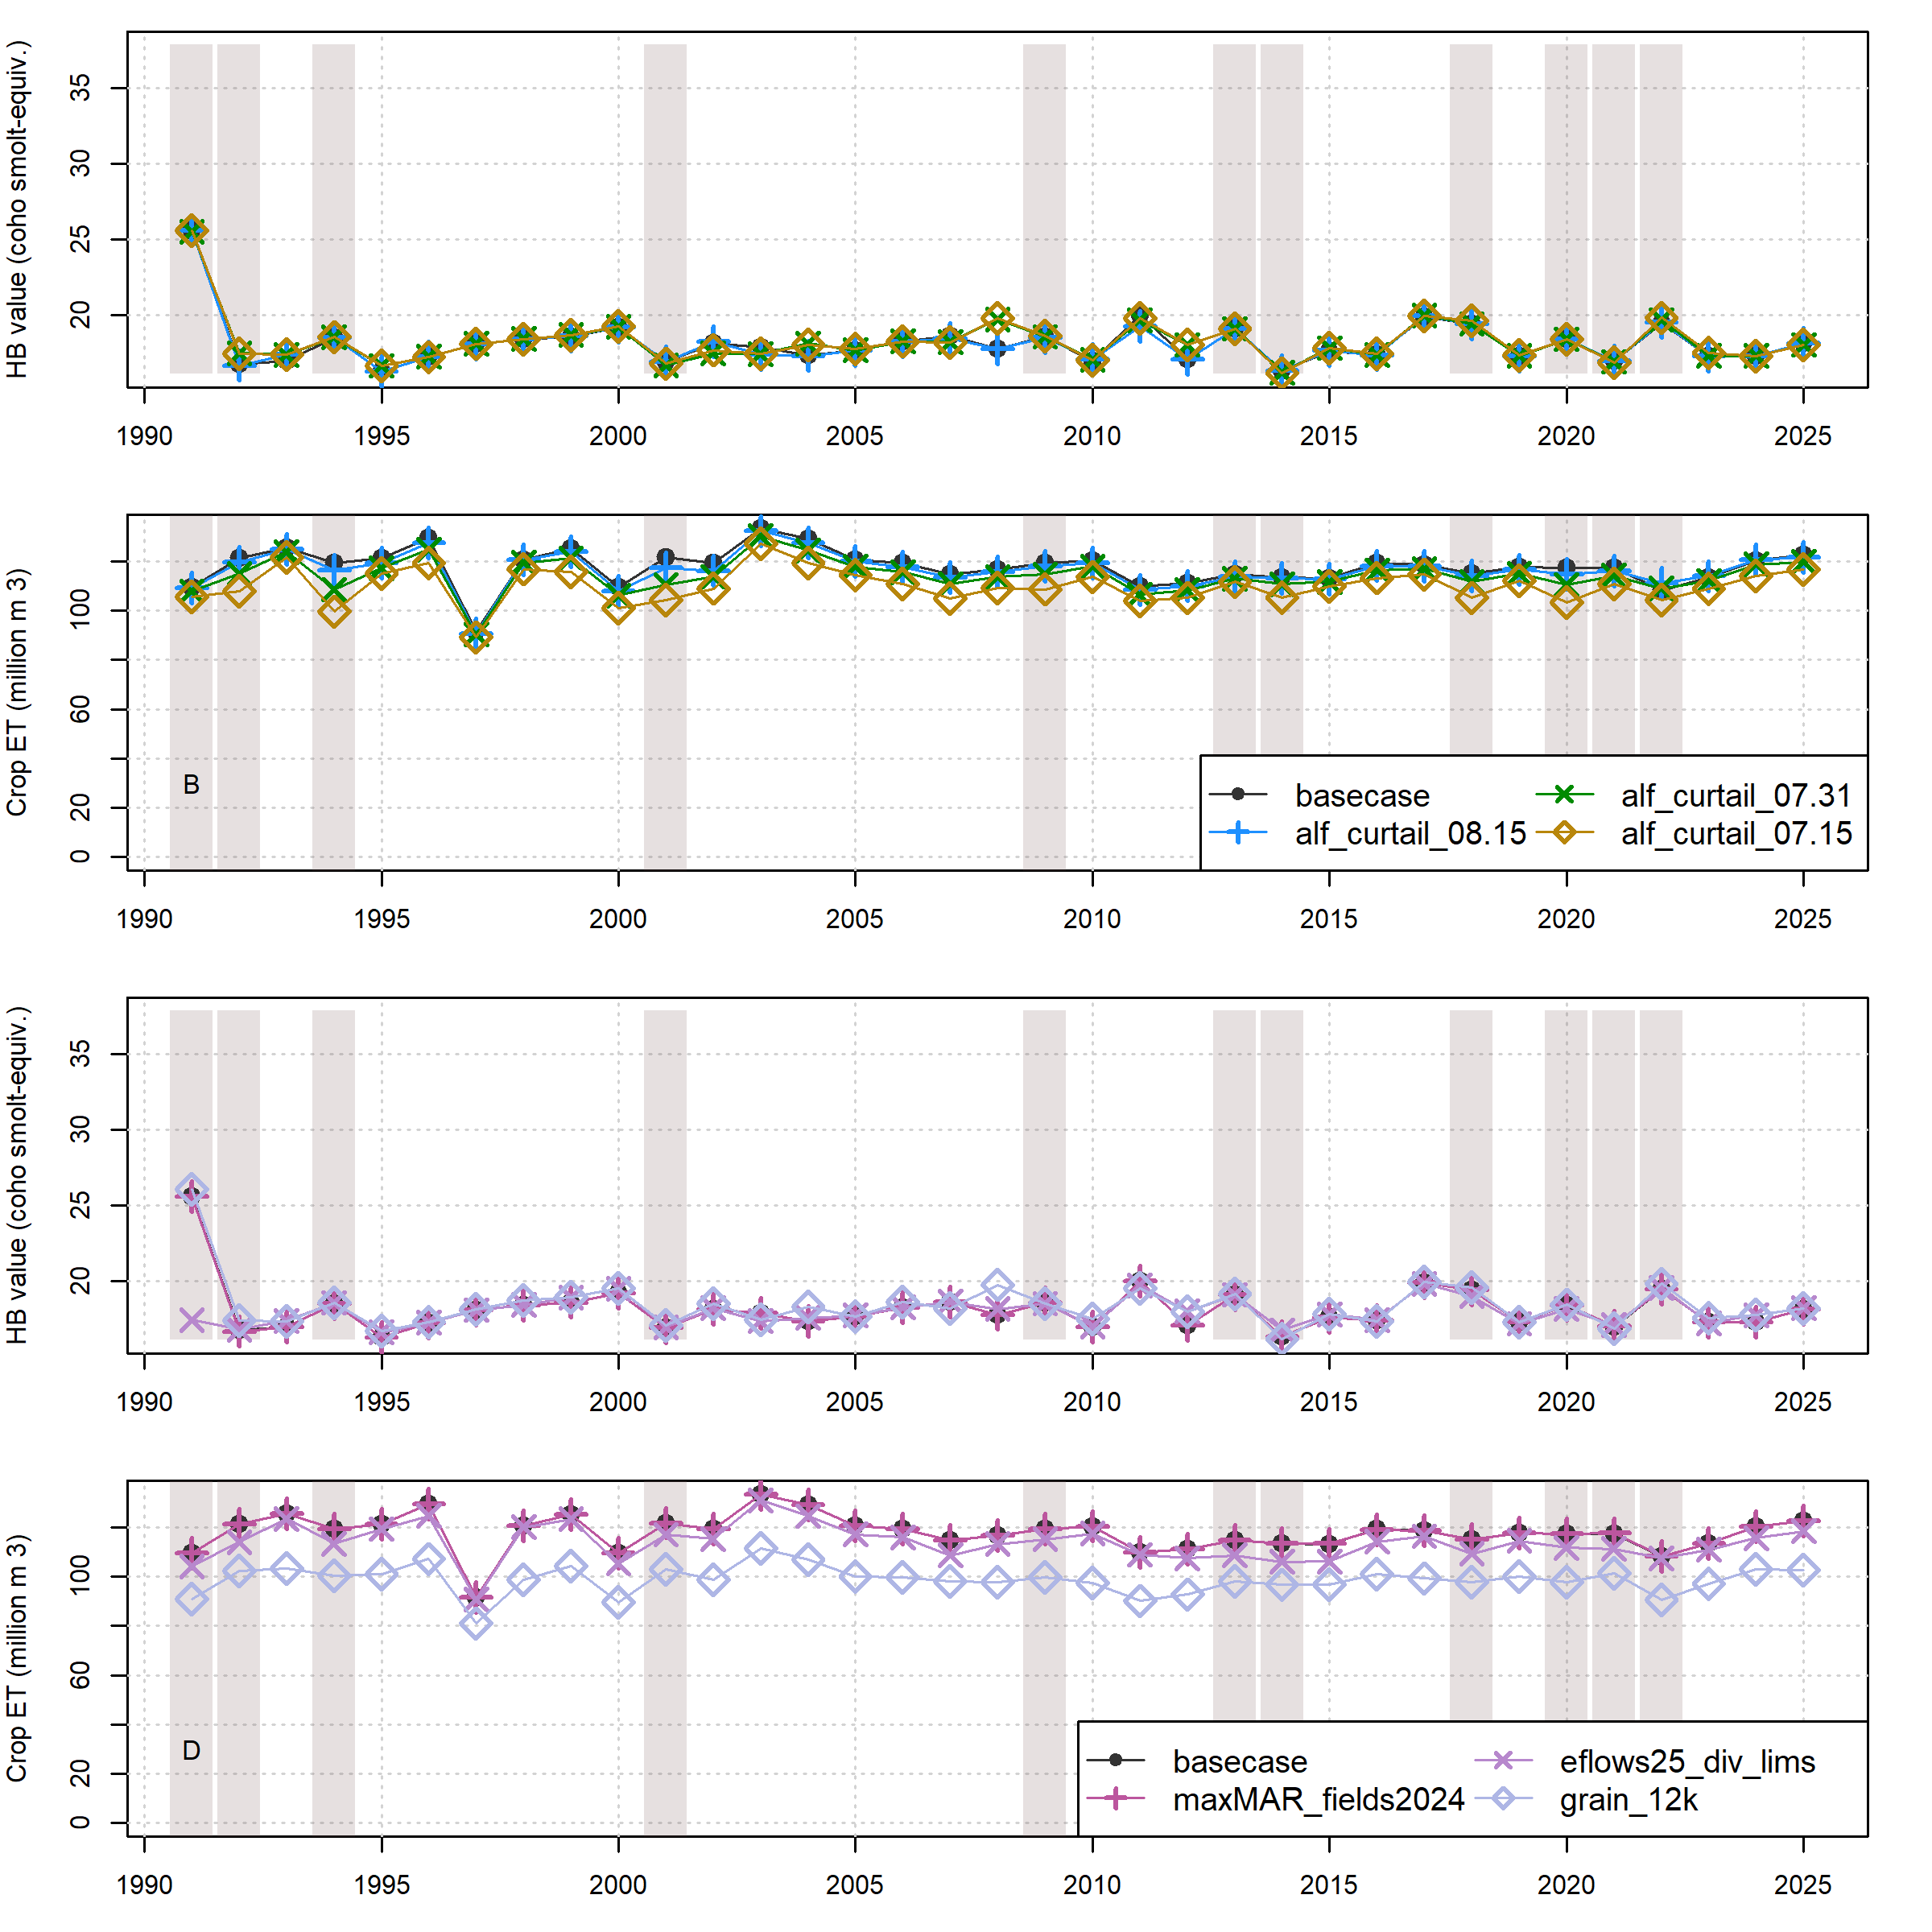 HB value (coho smolt-equiv.)
35
30
25
20
1990 1995 2000 2005 2010 2015 2020 2025
Crop ET (million m 3)
100
60
20
0
B
basecase alf_curtail_07.31
alf_curtail_08.15 alf_curtail_07.15
1990 1995 2000 2005 2010 2015 2020 2025
HB value (coho smolt-equiv.)
35
30
25
20
1990 1995 2000 2005 2010 2015 2020 2025
Crop ET (million m 3)
100
60
20
0
D
basecase eflows25_div_lims
maxMAR_fields2024 grain_12k
1990 1995 2000 2005 2010 2015 2020 2025